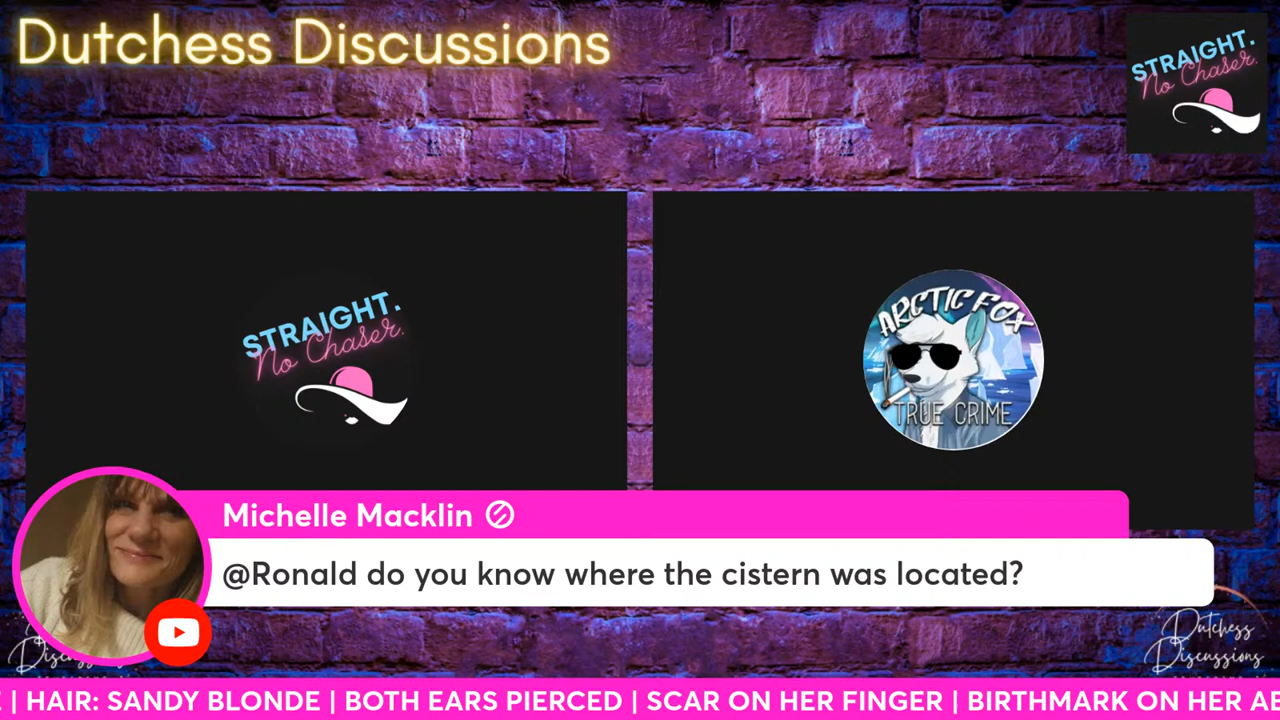 Dutchess Discussions
STRAIGHT.
No Chaser.
STRAIGHT.
No Chaser.
ARCTIC FOX
TRUE CRIME
Michelle Macklin
@Ronald do you know where the cistern was located?
Dutchess
Discussions
| HAIR: SANDY BLONDE | BOTH EARS PIERCED | SCAR ON HER FINGER | BIRTHMARK ON HER